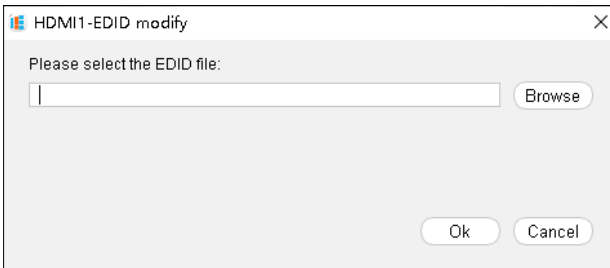 HDMI1-EDID modify
Please select the EDID file:
Browse
Ok
Cancel